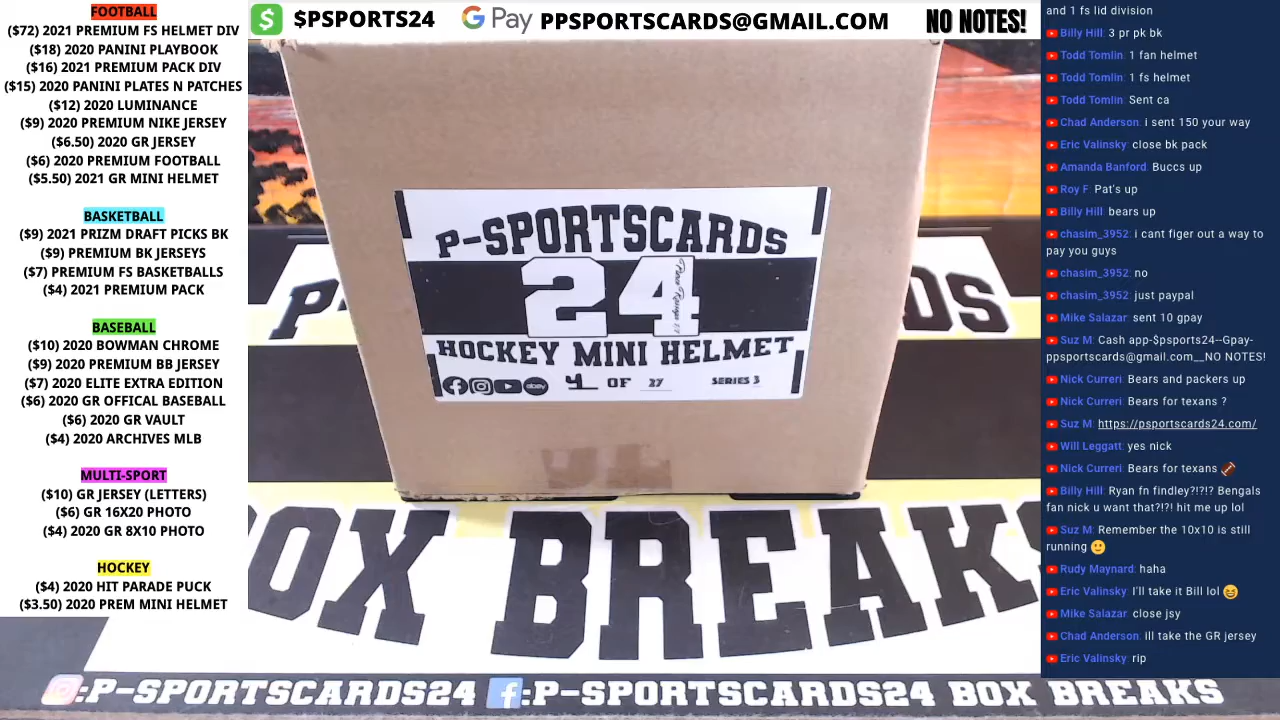 FOOTBALL
($72) 2021 PREMIUM FS HELMET DIV
($18) 2020 PANINI PLAYBOOK
($16) 2021 PREMIUM PACK DIV
($15) 2020 PANINI PLATES N PATCHES
($12) 2020 LUMINANCE
($9) 2020 PREMIUM NIKE JERSEY
($6.50) 2020 GR JERSEY
($6) 2020 PREMIUM FOOTBALL
($5.50) 2021 GR MINI HELMET
BASKETBALL
($9) 2021 PRIZM DRAFT PICKS BK
($9) PREMIUM BK JERSEYS
($7) PREMIUM FS BASKETBALLS
($4) 2021 PREMIUM PACK
BASEBALL
($10) 2020 BOWMAN CHROME
($9) 2020 PREMIUM BB JERSEY
($7) 2020 ELITE EXTRA EDITION
($6) 2020 GR OFFICAL BASEBALL
($6) 2020 GR VAULT
($4) 2020 ARCHIVES MLB
MULTI-SPORT
($10) GR JERSEY (LETTERS)
($6) GR 16X20 PHOTO
($4) 2020 GR 8X10 PHOTO
HOCKEY
($4) 2020 HIT PARADE PUCK
($3.50) 2020 PREM MINI HELMET
$PSPORTS24 G Pay PPSPORTSCARDS@GMAIL.COM NO NOTES!
P-SPORTSCARDS
24
HOCKEY MINI HELMET
ebay 4 OF 27 SERIES 3
P
DS
BOX BREAKS
:P-SPORTSCARDS24 f:P-SPORTSCARDS24 BOX BREAKS
and 1 fs lid division
Billy Hill: 3 pr pk bk
Todd Tomlin: 1 fan helmet
Todd Tomlin: 1 fs helmet
Todd Tomlin: Sent ca
Chad Anderson: i sent 150 your way
Eric Valinsky: close bk pack
Amanda Banford: Buccs up
Roy F: Pat's up
Billy Hill: bears up
chasim_3952: i cant figer out a way to
pay you guys
chasim_3952: no
chasim_3952: just paypal
Mike Salazar: sent 10 gpay
Suz M: Cash app-$psports24--Gpay-
ppsportscards@gmail.com__NO NOTES!
Nick Curreri: Bears and packers up
Nick Curreri: Bears for texans ?
Suz M: https://psportscards24.com/
Will Leggatt: yes nick
Nick Curreri: Bears for texans 🏈
Billy Hill: Ryan fn findley?!?!? Bengals
fan nick u want that?!?! hit me up lol
Suz M: Remember the 10x10 is still
running 🙂
Rudy Maynard: haha
Eric Valinsky: I'll take it Bill lol 😆
Mike Salazar: close jsy
Chad Anderson: ill take the GR jersey
Eric Valinsky: rip